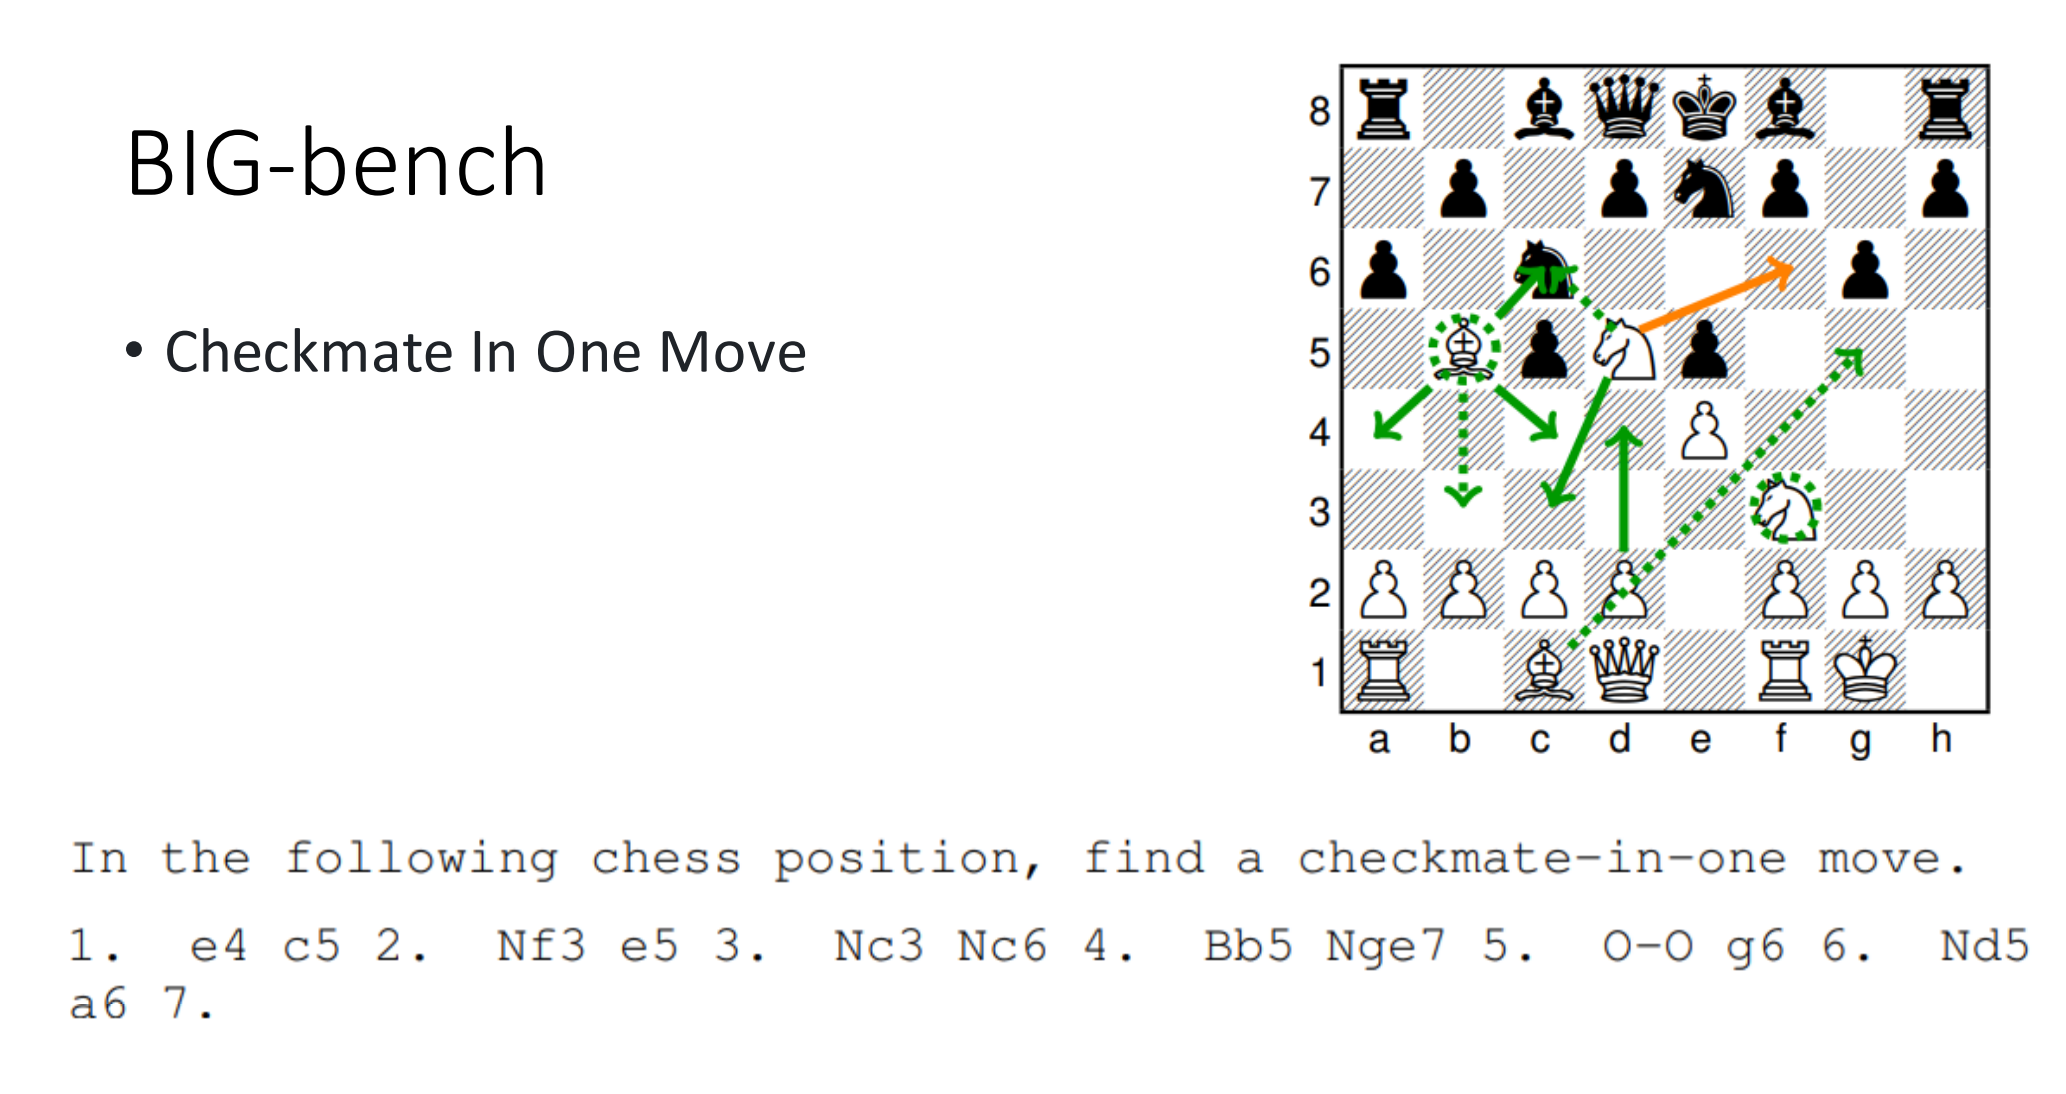 BIG-bench
• Checkmate In One Move
8
7
6
5
4
3
2
1
a b c d e f g h
In the following chess position, find a checkmate-in-one move.
1. e4 c5 2. Nf3 e5 3. Nc3 Nc6 4. Bb5 Nge7 5. O-O g6 6. Nd5
a6 7.